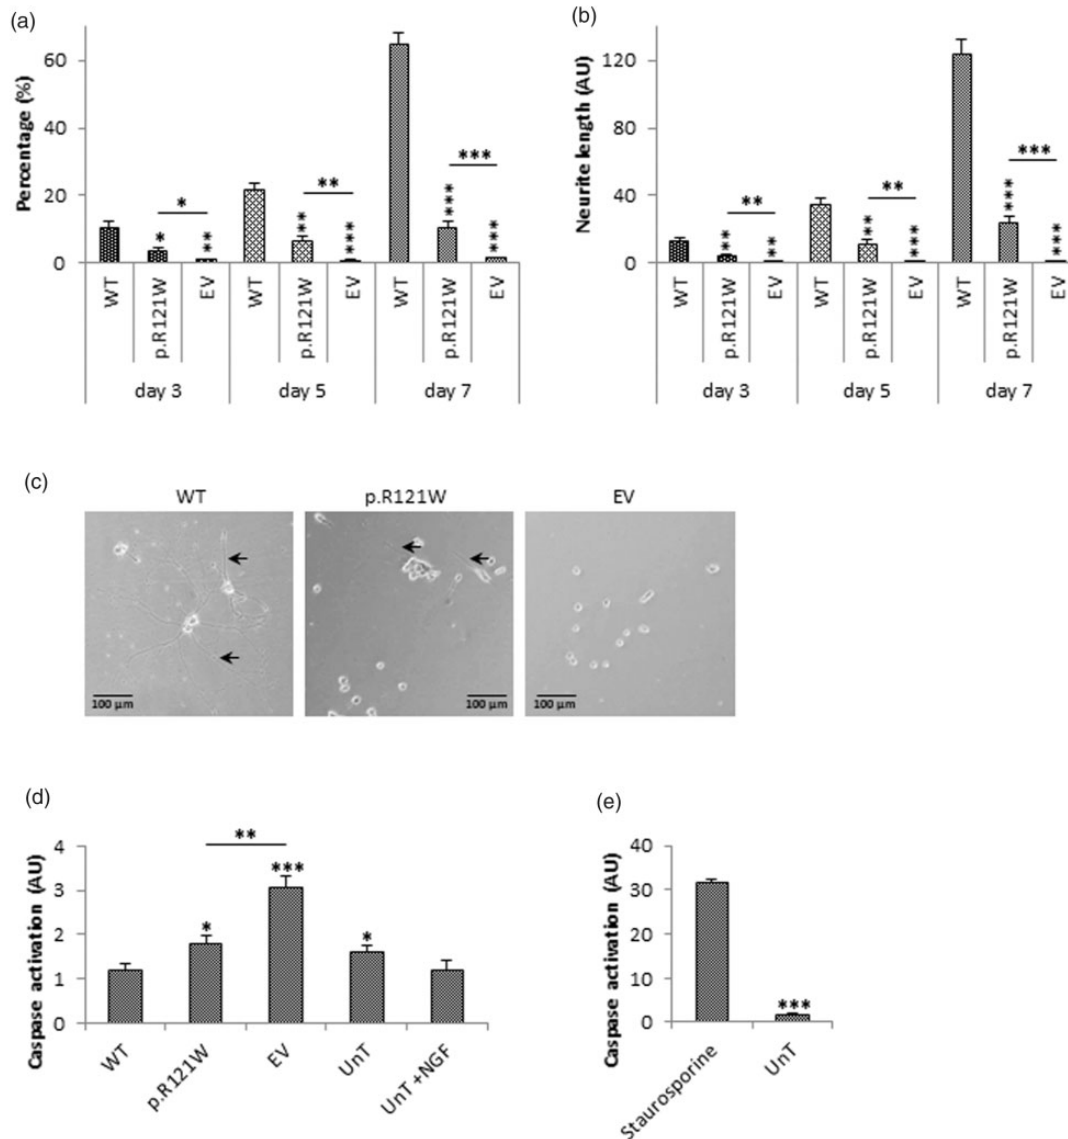 (a)
Percentage (%)
60
40
20
0
*
*
**
**
**
***
***
***
***
WT
p.R121W
EV
WT
p.R121W
EV
WT
p.R121W
EV
day 3
day 5
day 7
(b)
Neurite length (AU)
120
80
40
0
**
**
**
**
**
***
***
***
***
WT
p.R121W
EV
WT
p.R121W
EV
WT
p.R121W
EV
day 3
day 5
day 7
(c)
WT
p.R121W
EV
100 µm
100 µm
100 µm
(d)
Caspase activation (AU)
4
3
2
1
0
**
*
***
*
WT
p.R121W
EV
UnT
UnT +NGF
(e)
Caspase activation (AU)
40
30
20
10
0
***
Staurosporine
UnT